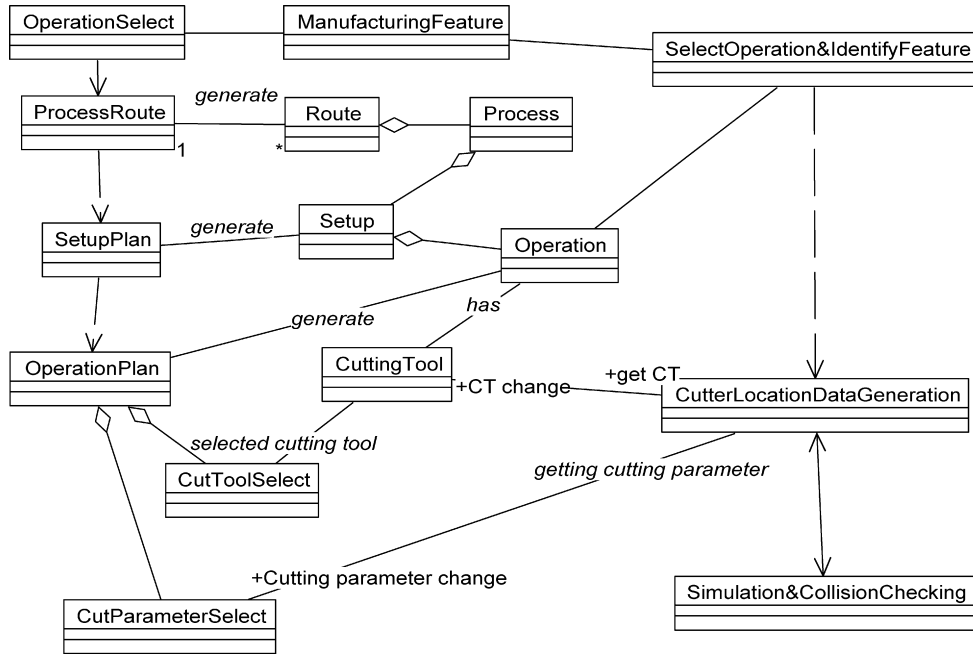 OperationSelect
ManufacturingFeature
SelectOperation&IdentifyFeature
ProcessRoute
generate
Route
Process
1
*
SetupPlan
generate
Setup
Operation
has
generate
OperationPlan
CuttingTool
+CT change
+get CT
CutterLocationDataGeneration
selected cutting tool
CutToolSelect
getting cutting parameter
+Cutting parameter change
CutParameterSelect
Simulation&CollisionChecking